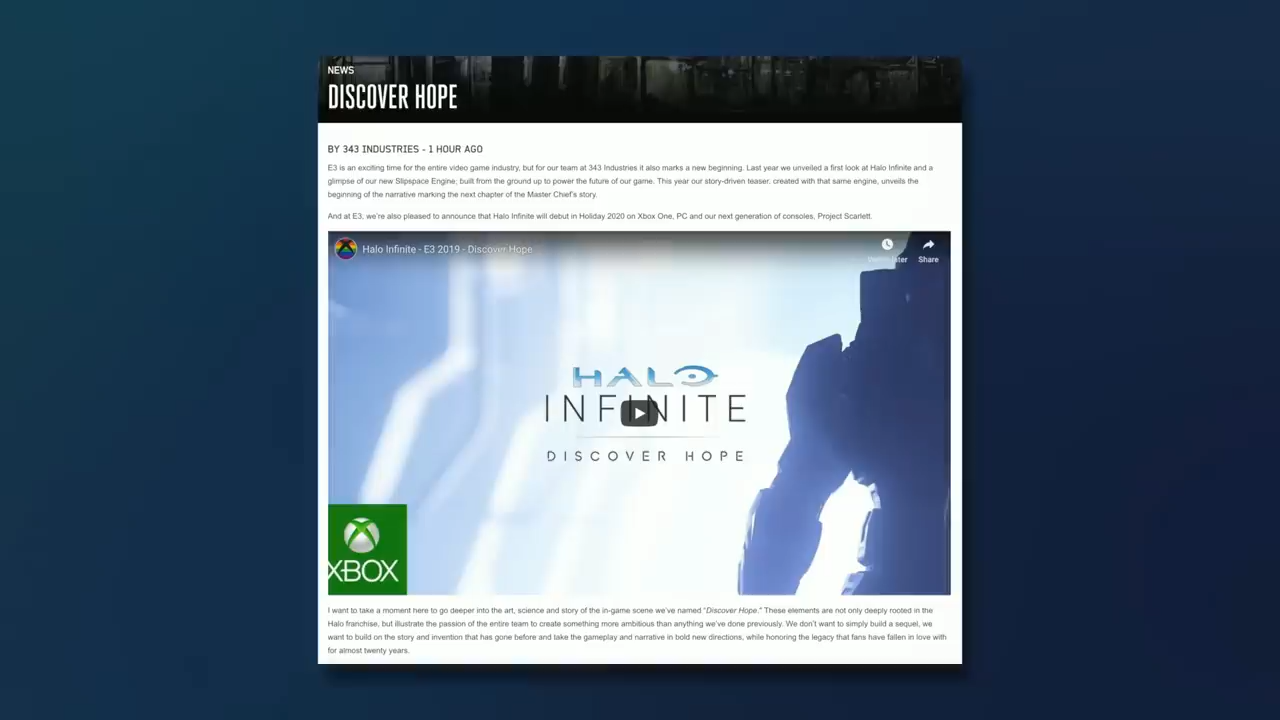 NEWS
DISCOVER HOPE
BY 343 INDUSTRIES - 1 HOUR AGO
E3 is an exciting time for the entire video game industry, but for our team at 343 Industries it also marks a new beginning. Last year we unveiled a first look at Halo Infinite and a
glimpse of our new Slipspace Engine; built from the ground up to power the future of our game. This year our story-driven teaser, created with that same engine, unveils the
beginning of the narrative marking the next chapter of the Master Chief's story.
And at E3, we're also pleased to announce that Halo Infinite will debut in Holiday 2020 on Xbox One, PC and our next generation of consoles, Project Scarlett.
Halo Infinite - E3 2019 - Discover Hope
Watch later
Share
HALO
INFINITE
DISCOVER HOPE
XBOX
I want to take a moment here to go deeper into the art, science and story of the in-game scene we've named “Discover Hope.” These elements are not only deeply rooted in the
Halo franchise, but illustrate the passion of the entire team to create something more ambitious than anything we've done previously. We don't want to simply build a sequel, we
want to build on the story and invention that has gone before and take the gameplay and narrative in bold new directions, while honoring the legacy that fans have fallen in love with
for almost twenty years.